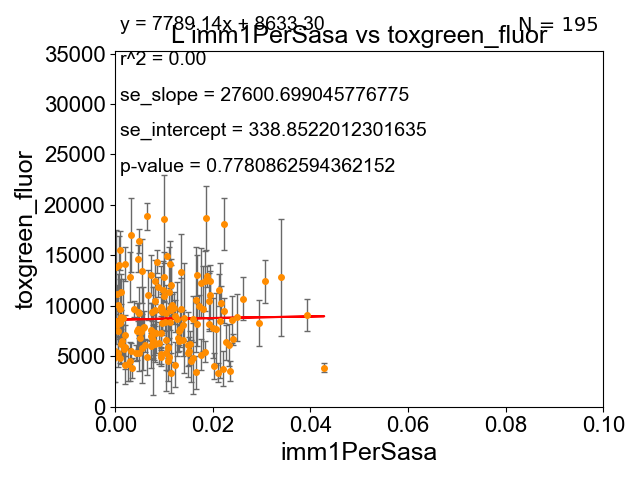 y = 7789.14x + 8633.30
N = 195
L imm1PerSasa vs toxgreen_fluor
r^2 = 0.00
se_slope = 27600.699045776775
se_intercept = 338.8522012301635
p-value = 0.7780862594362152
35000
30000
25000
20000
15000
10000
5000
0
toxgreen_fluor
0.00
0.02
0.04
0.06
0.08
0.10
imm1PerSasa